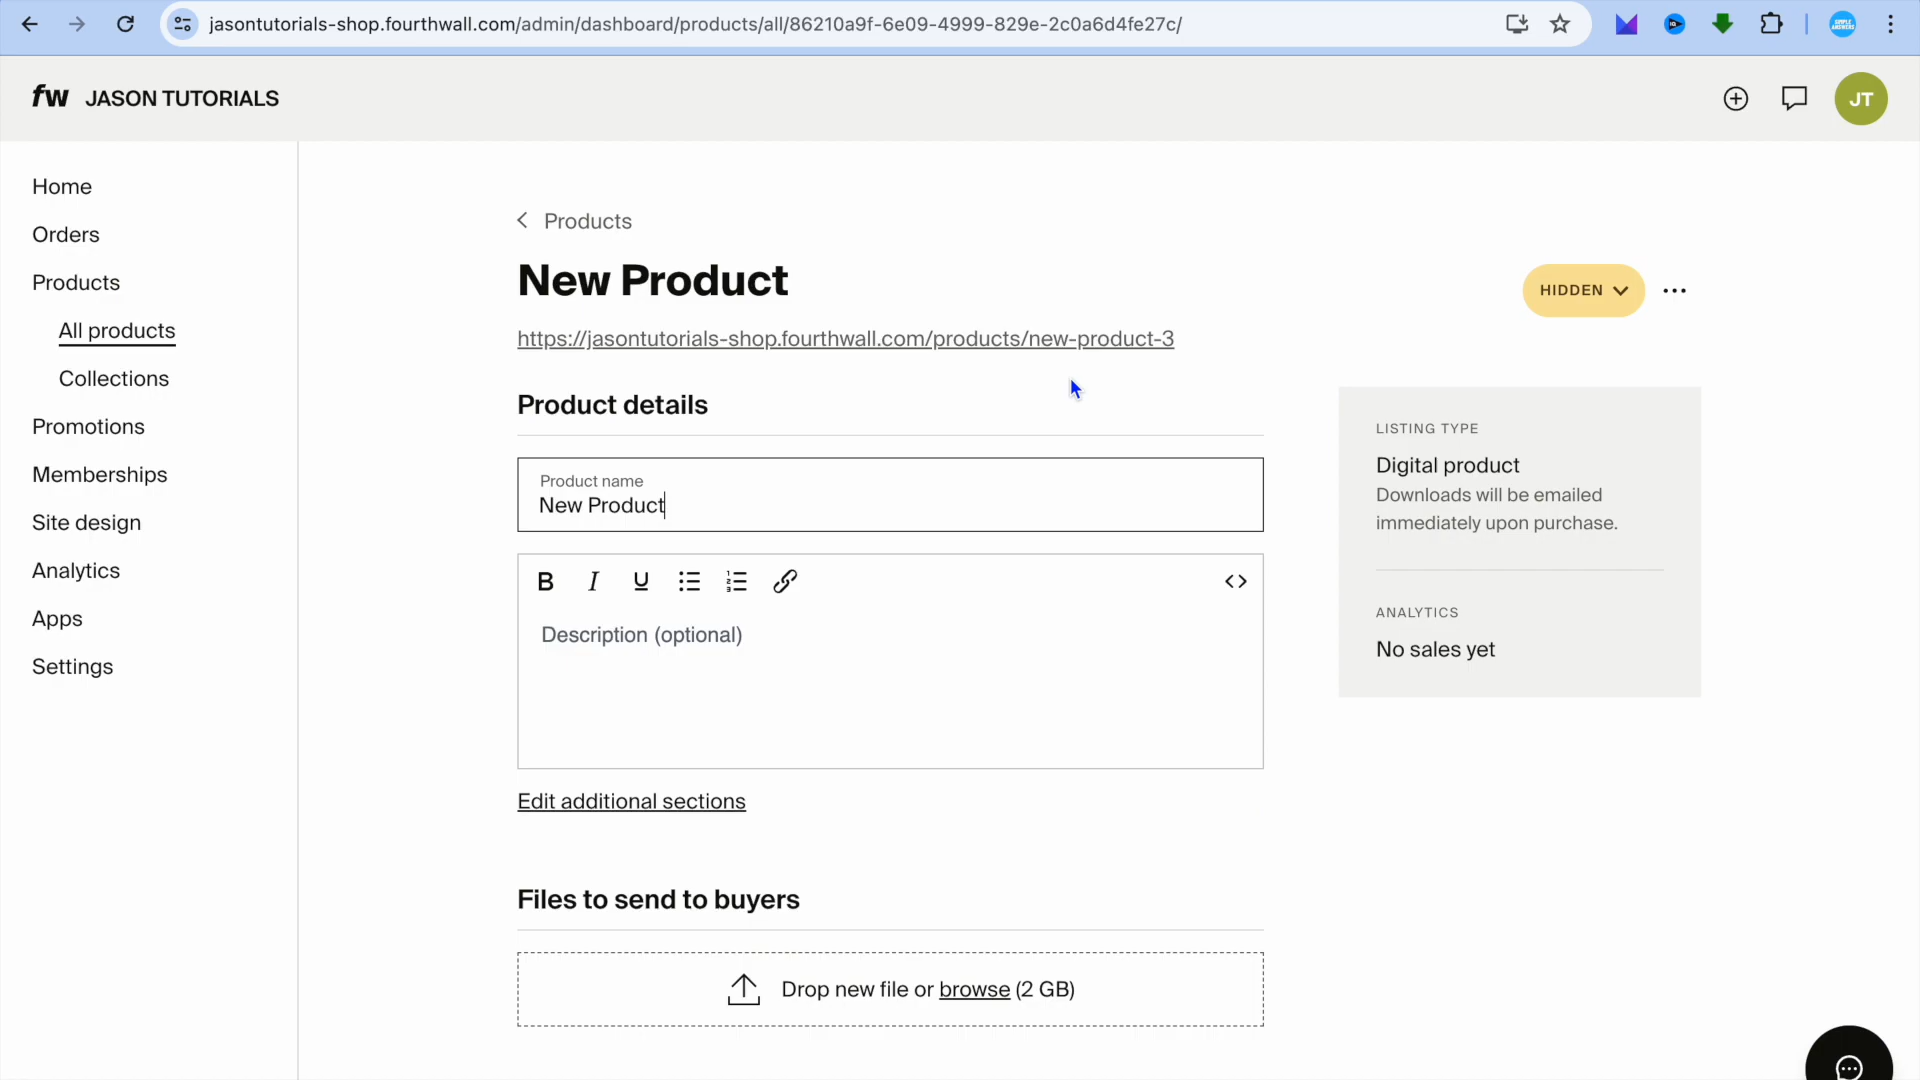 jasontutorials-shop.fourthwall.com/admin/dashboard/products/all/86210a9f-6e09-4999-829e-2c0a6d4fe27c/
fw JASON TUTORIALS
JT
Home
Orders
Products
All products
Collections
Promotions
Memberships
Site design
Analytics
Apps
Settings
Products
New Product
HIDDEN
https://jasontutorials-shop.fourthwall.com/products/new-product-3
Product details
Product name
New Product
B I U
Description (optional)
Edit additional sections
Files to send to buyers
Drop new file or browse (2 GB)
LISTING TYPE
Digital product
Downloads will be emailed
immediately upon purchase.
ANALYTICS
No sales yet